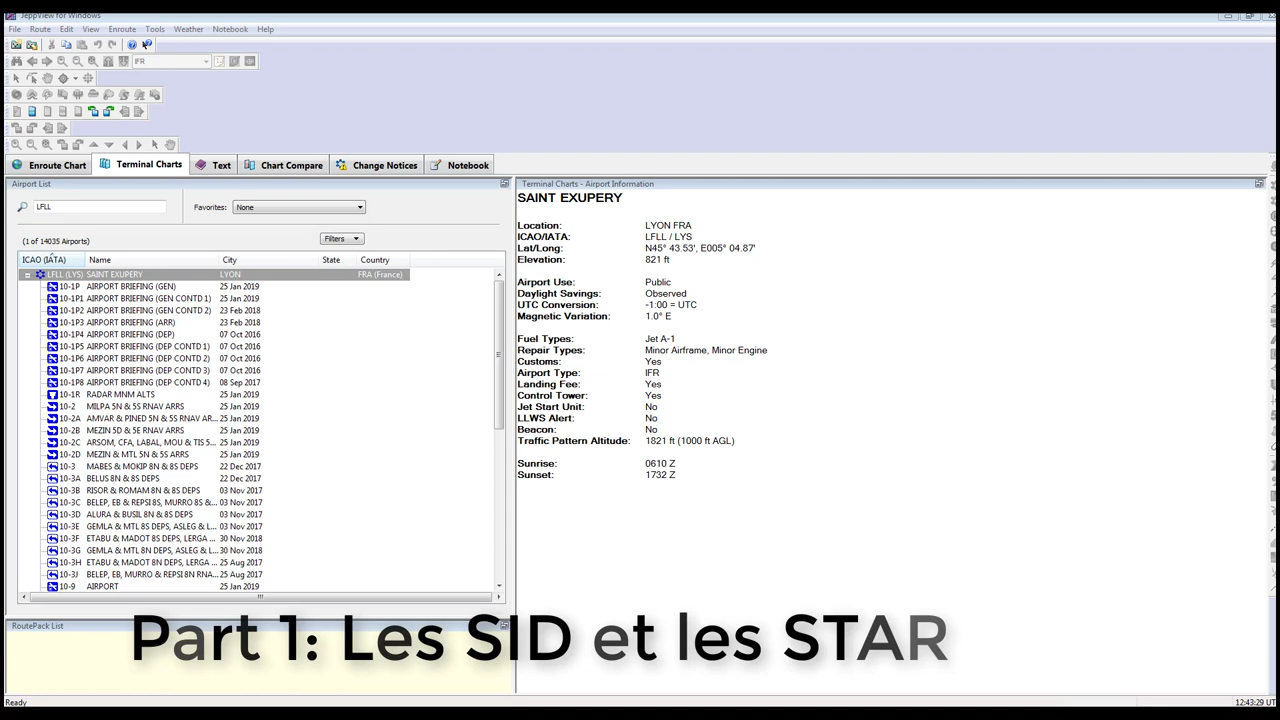 JeppView for Windows
File Route Edit View Enroute Tools Weather Notebook Help
IFR
Enroute Chart Terminal Charts Text Chart Compare Change Notices Notebook
Airport List
LFLL Favorites: None
(1 of 14035 Airports) Filters
ICAO (IATA) Name City State Country
LFLL (LYS) SAINT EXUPERY LYON FRA (France)
10-1P AIRPORT BRIEFING (GEN) 25 Jan 2019
10-1P1 AIRPORT BRIEFING (GEN CONTD 1) 25 Jan 2019
10-1P2 AIRPORT BRIEFING (GEN CONTD 2) 23 Feb 2018
10-1P3 AIRPORT BRIEFING (ARR) 23 Feb 2018
10-1P4 AIRPORT BRIEFING (DEP) 07 Oct 2016
10-1P5 AIRPORT BRIEFING (DEP CONTD 1) 07 Oct 2016
10-1P6 AIRPORT BRIEFING (DEP CONTD 2) 07 Oct 2016
10-1P7 AIRPORT BRIEFING (DEP CONTD 3) 07 Oct 2016
10-1P8 AIRPORT BRIEFING (DEP CONTD 4) 08 Sep 2017
10-1R RADAR MNM ALTS 25 Jan 2019
10-2 MILPA 5N & 5S RNAV ARRS 25 Jan 2019
10-2A AMVAR & PINED 5N & 5S RNAV AR... 25 Jan 2019
10-2B MEZIN 5D & 5E RNAV ARRS 25 Jan 2019
10-2C ARSOM, CFA, LABAL, MOU & TIS 5... 25 Jan 2019
10-2D MEZIN & MTL 5N & 5S ARRS 25 Jan 2019
10-3 MABES & MOKIP 8N & 8S DEPS 22 Dec 2017
10-3A BELUS 8N & 8S DEPS 22 Dec 2017
10-3B RISOR & ROMAM 8N & 8S DEPS 03 Nov 2017
10-3C BELEP, EB & REPSI 8S, MURRO 8S &... 03 Nov 2017
10-3D ALURA & BUSIL 8N & 8S DEPS 03 Nov 2017
10-3E GEMLA & MTL 8S DEPS, ASLEG & L... 03 Nov 2017
10-3F ETABU & MADOT 8S DEPS, LERGA ... 30 Nov 2018
10-3G GEMLA & MTL 8N DEPS, ASLEG & L... 30 Nov 2018
10-3H ETABU & MADOT 8N DEPS, LERGA ... 25 Aug 2017
10-3J BELEP, EB, MURRO & REPSI 8N RNA... 25 Aug 2017
10-9 AIRPORT 25 Jan 2019
RoutePack List
Terminal Charts - Airport Information
SAINT EXUPERY
Location: LYON FRA
ICAO/IATA: LFLL / LYS
Lat/Long: N45° 43.53', E005° 04.87'
Elevation: 821 ft
Airport Use: Public
Daylight Savings: Observed
UTC Conversion: -1:00 = UTC
Magnetic Variation: 1.0° E
Fuel Types: Jet A-1
Repair Types: Minor Airframe, Minor Engine
Customs: Yes
Airport Type: IFR
Landing Fee: Yes
Control Tower: Yes
Jet Start Unit: No
LLWS Alert: No
Beacon: No
Traffic Pattern Altitude: 1821 ft (1000 ft AGL)
Sunrise: 0610 Z
Sunset: 1732 Z
Part 1: Les SID et les STAR
Ready 12:43:29 UT